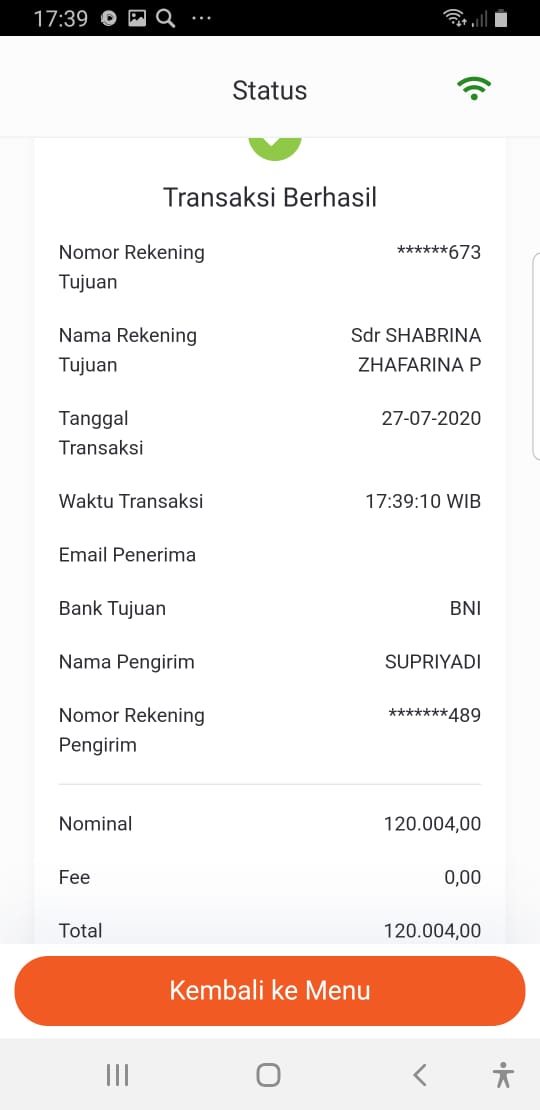 17:39
Status
Transaksi Berhasil
Nomor Rekening ******673
Tujuan
Nama Rekening Sdr SHABRINA
Tujuan ZHAFARINA P
Tanggal 27-07-2020
Transaksi
Waktu Transaksi 17:39:10 WIB
Email Penerima
Bank Tujuan BNI
Nama Pengirim SUPRIYADI
Nomor Rekening *******489
Pengirim
Nominal 120.004,00
Fee 0,00
Total 120.004,00
Kembali ke Menu